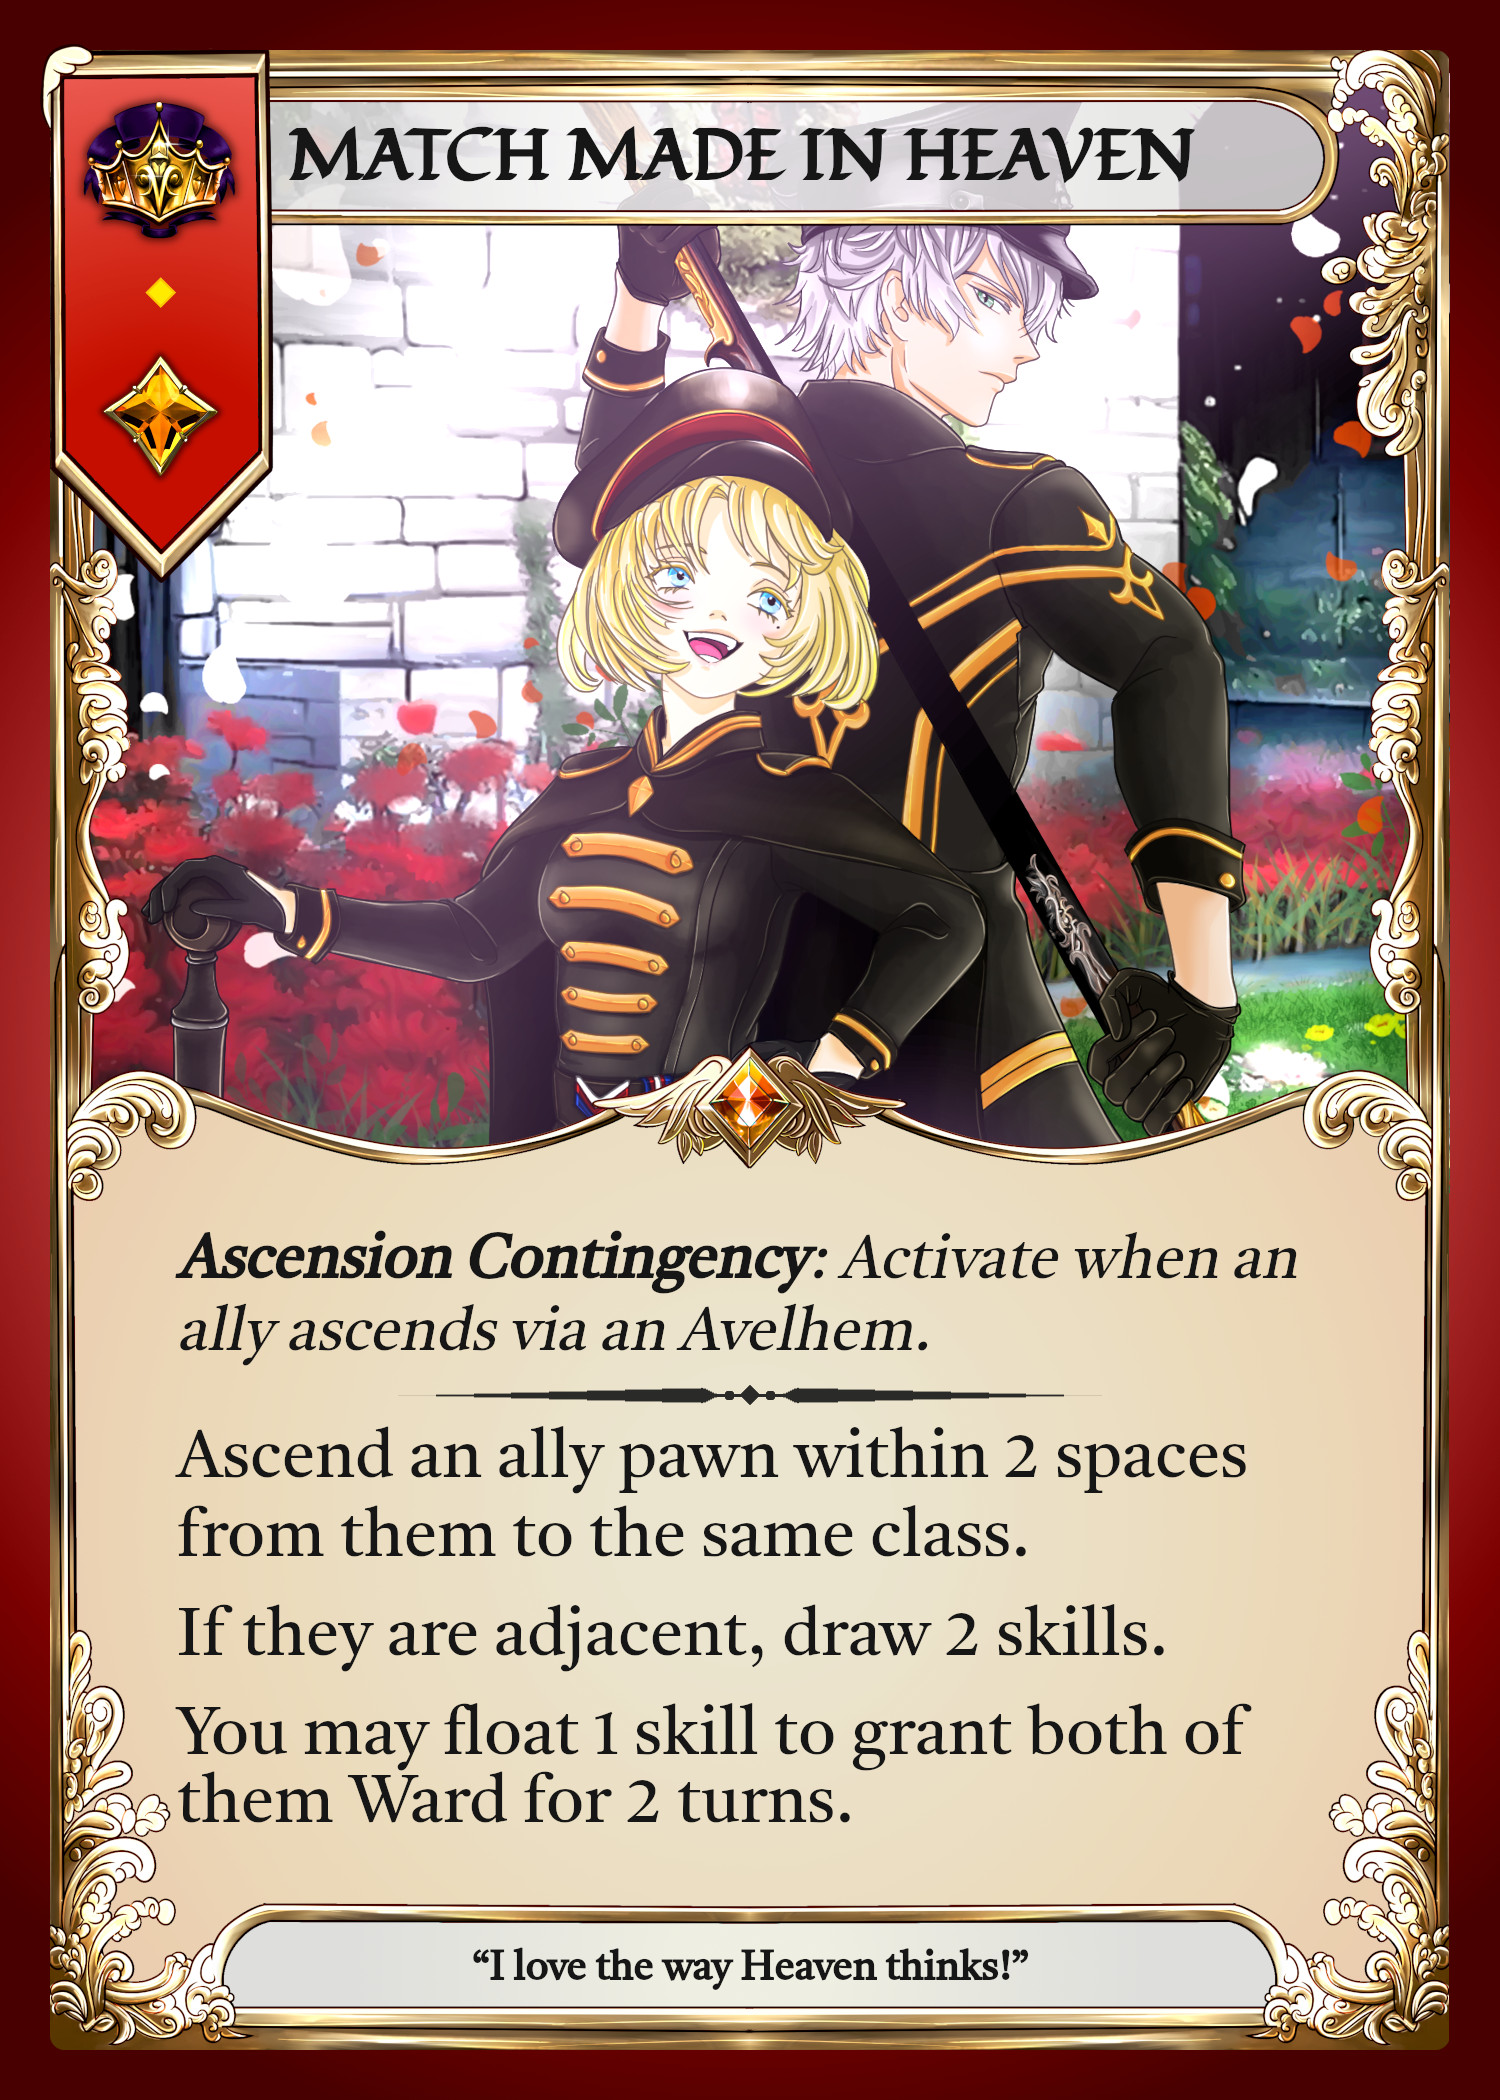 MATCH MADE IN HEAVEN
Ascension Contingency: Activate when an
ally ascends via an Avelhem.
Ascend an ally pawn within 2 spaces
from them to the same class.
If they are adjacent, draw 2 skills.
You may float 1 skill to grant both of
them Ward for 2 turns.
“I love the way Heaven thinks!”